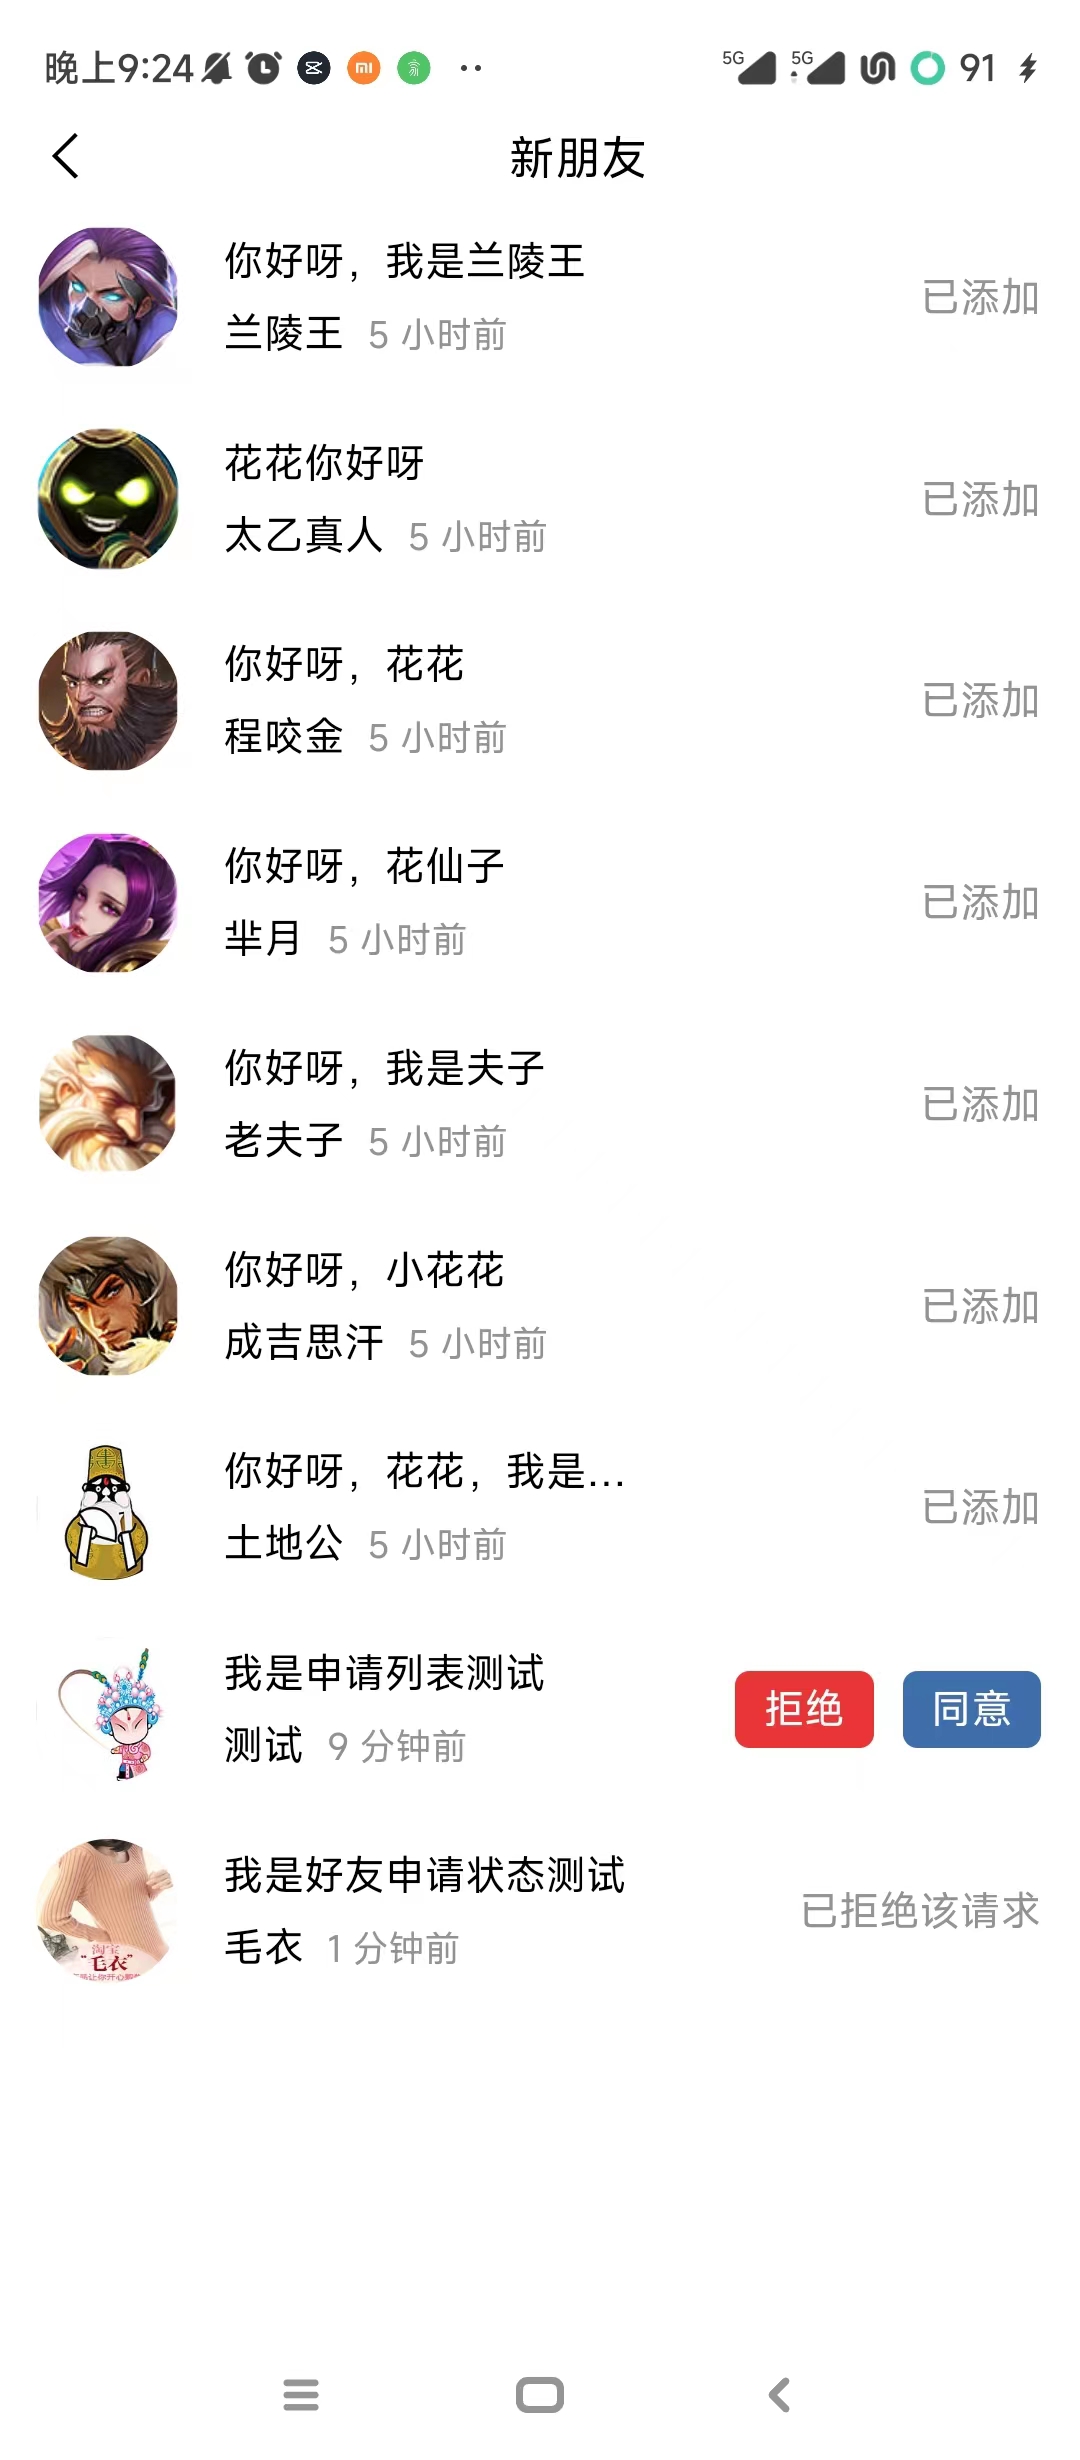 晚上9:24
5G 5G 91
新朋友
你好呀，我是兰陵王
兰陵王 5 小时前
已添加
花花你好呀
太乙真人 5 小时前
已添加
你好呀，花花
程咬金 5 小时前
已添加
你好呀，花仙子
芈月 5 小时前
已添加
你好呀，我是夫子
老夫子 5 小时前
已添加
你好呀，小花花
成吉思汗 5 小时前
已添加
你好呀，花花，我是...
土地公 5 小时前
已添加
我是申请列表测试
测试 9 分钟前
拒绝 同意
我是好友申请状态测试
毛衣 1 分钟前
已拒绝该请求
淘宝
“毛衣”